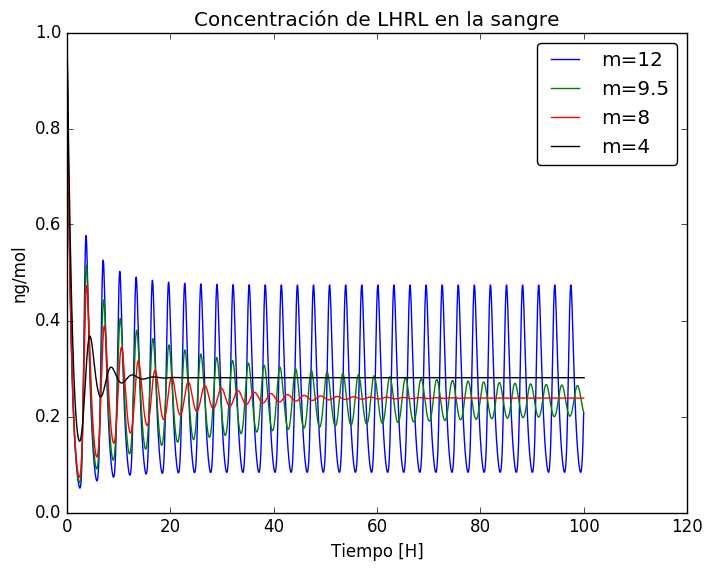 Concentración de LHRL en la sangre
1.0
0.8
0.6
0.4
0.2
0.0
ng/mol
m=12
m=9.5
m=8
m=4
0
20
40
60
80
100
120
Tiempo [H]